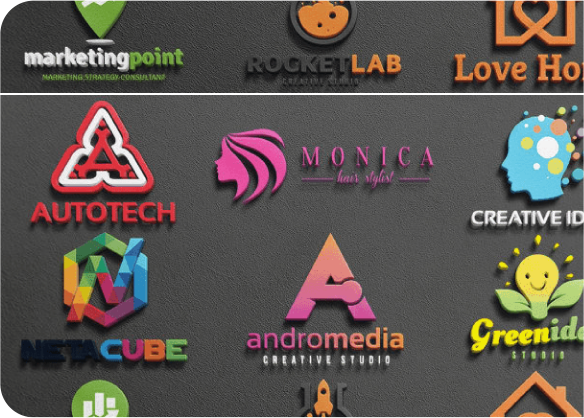 marketingpoint
MARKETING STRATEGY CONSULTANT
ROCKETLAB
CREATIVE STUDIO
Love Ho
AUTOTECH
MONICA
hair stylist
CREATIVE ID
NETACUBE
andromedia
CREATIVE STUDIO
Greenide
STUDIO